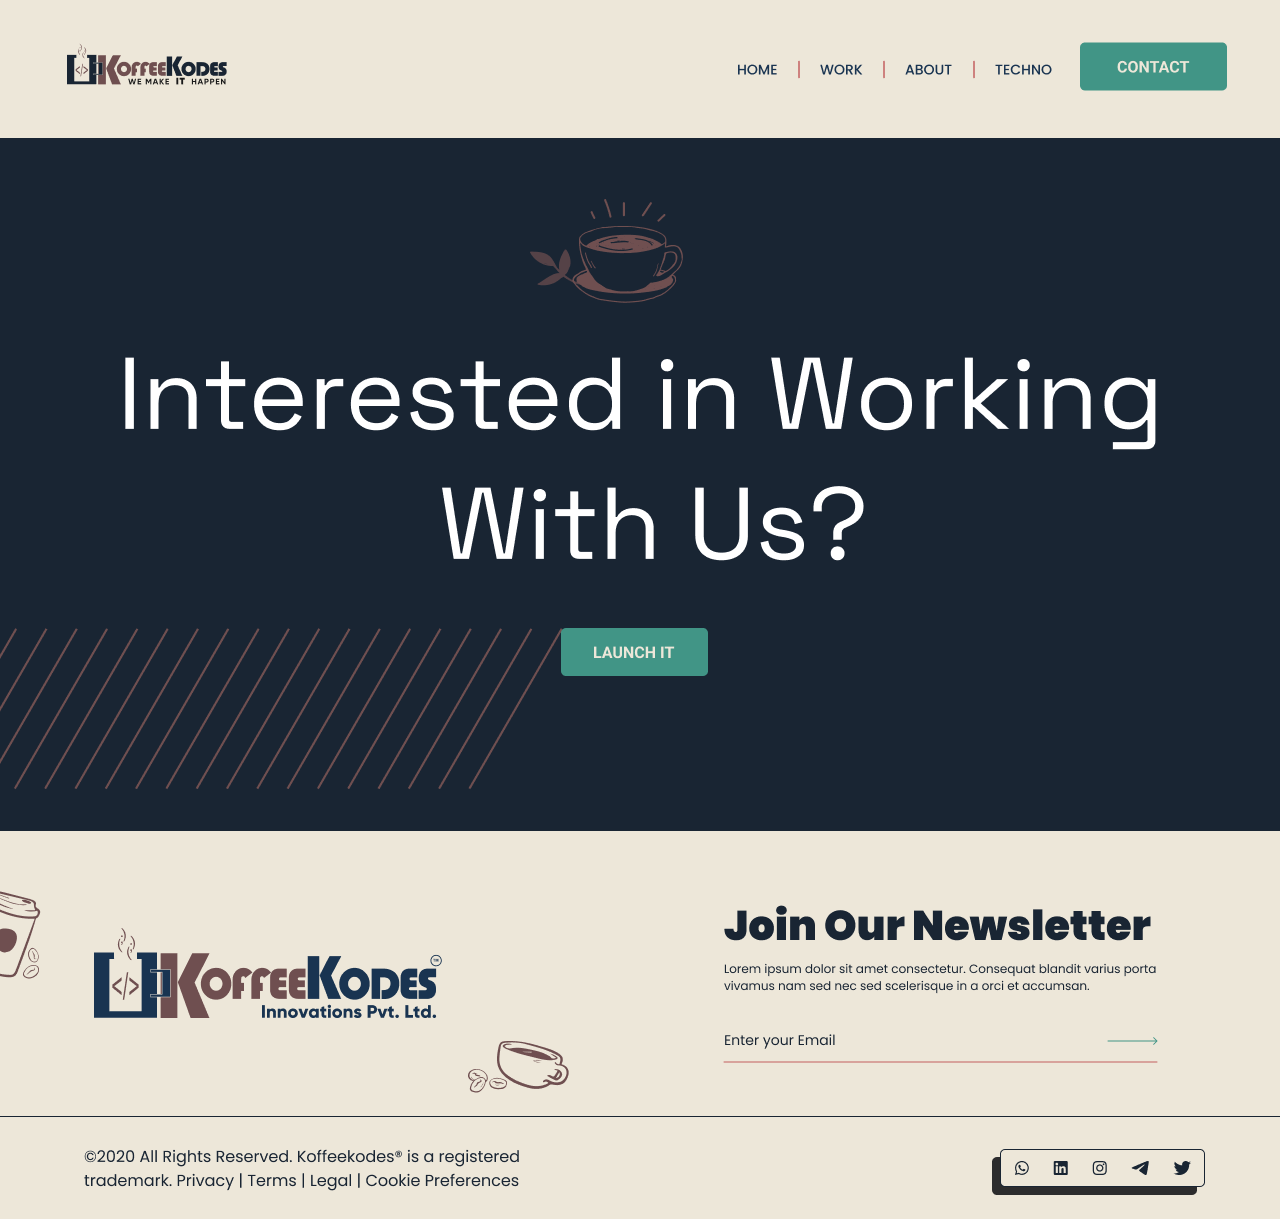 KOFFEEKODES
WE MAKE IT HAPPEN
HOME
WORK
ABOUT
TECHNO
CONTACT
Interested in Working
With Us?
LAUNCH IT
Join Our Newsletter
Lorem ipsum dolor sit amet consectetur. Consequat blandit varius porta
vivamus nam sed nec sed scelerisque in a orci et accumsan.
KOFFEEKODES
Innovations Pvt. Ltd.
Enter your Email
©2020 All Rights Reserved. Koffeekodes® is a registered
trademark. Privacy | Terms | Legal | Cookie Preferences